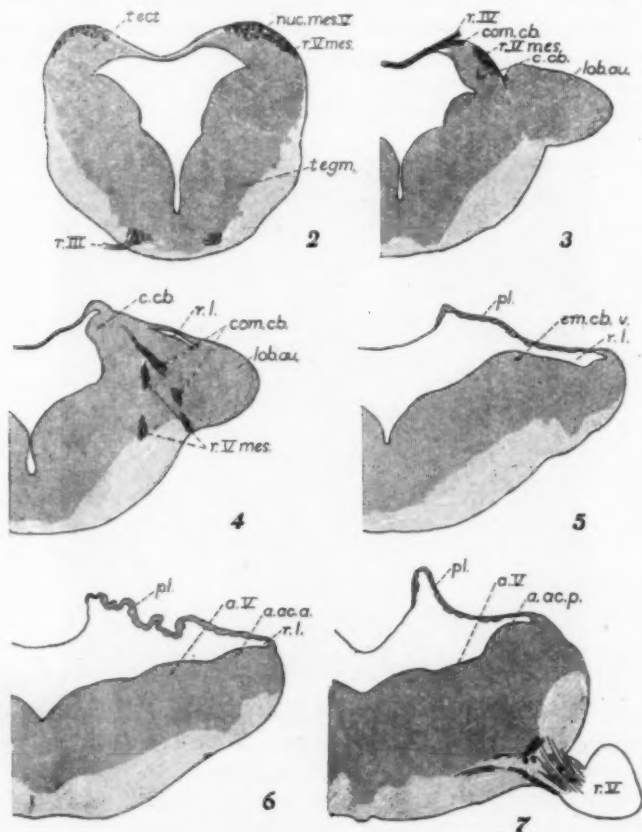 tect.
nuc.mes.V
r.V mes.
tegm.
r.III
2
r.IV
com.cb.
r.V mes.
c.cb.
lob.au.
3
c.cb.
r.l.
com.cb.
lob.au.
r.V mes.
4
pl.
em.cb.v.
r.l.
5
pl.
a.V
a.ac.a.
r.l.
6
pl.
a.V
a.ac.p.
r.V
7